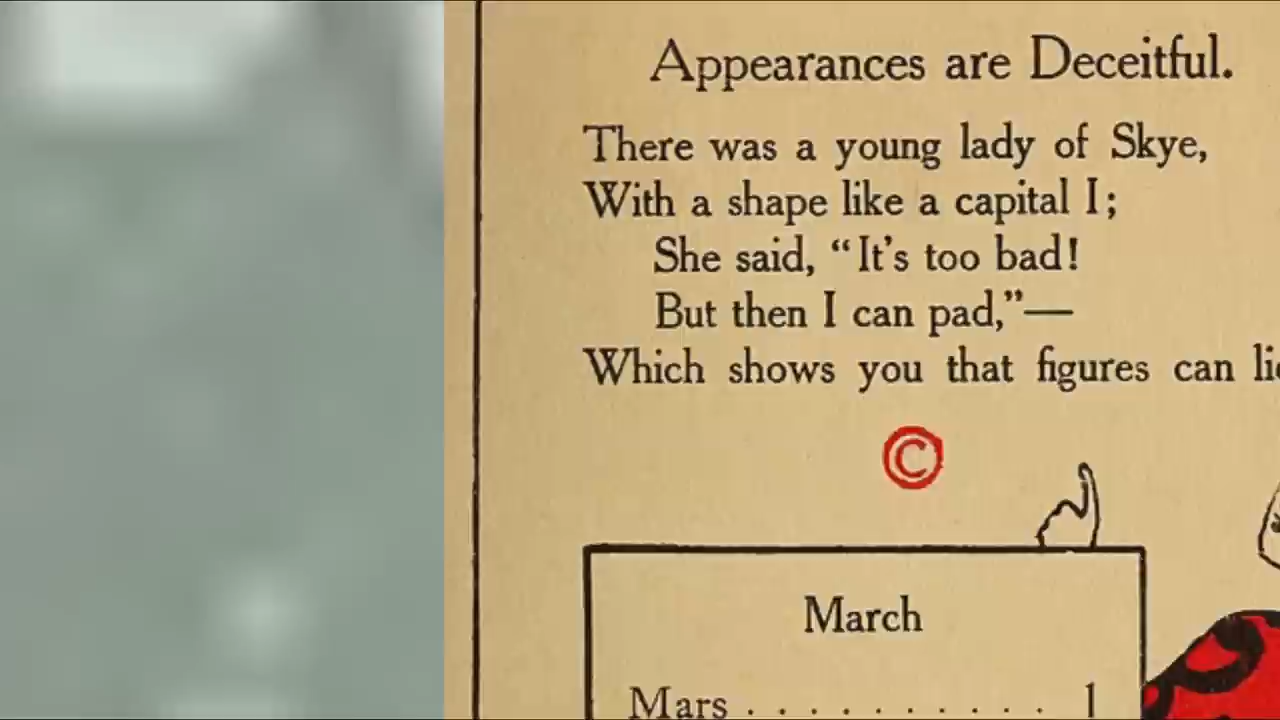 Appearances are Deceitful.
There was a young lady of Skye,
With a shape like a capital I;
She said, “It's too bad!
But then I can pad,”—
Which shows you that figures can
©
March
Mars . . . . . . . . . . 1